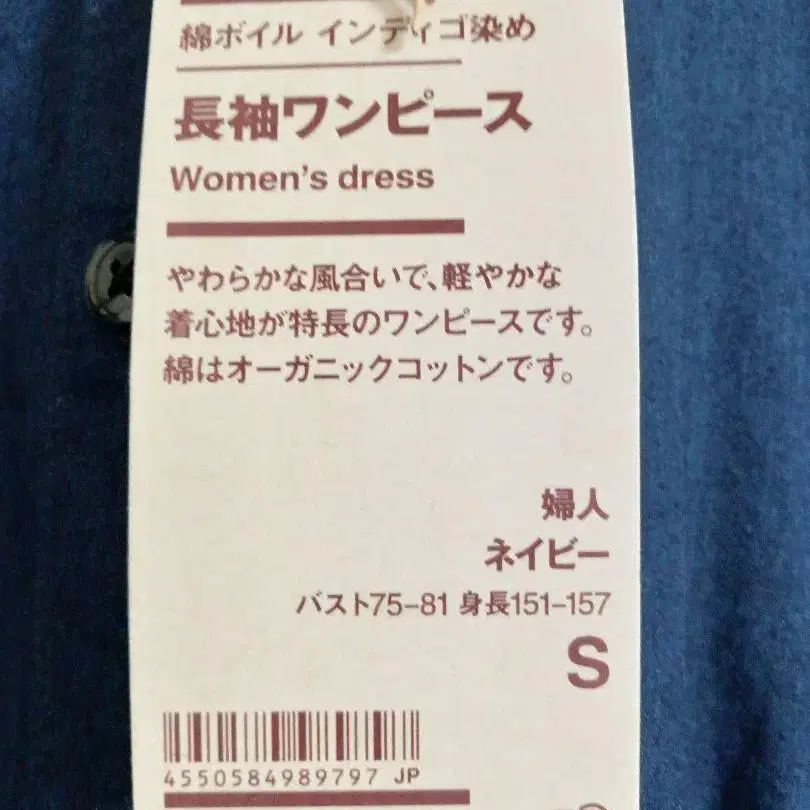 綿ボイル インディゴ染め
長袖ワンピース
Women's dress
やわらかな風合いで、軽やかな
着心地が特長のワンピースです。
綿はオーガニックコットンです。
婦人
ネイビー
バスト75-81 身長151-157
S
4550584989797 JP